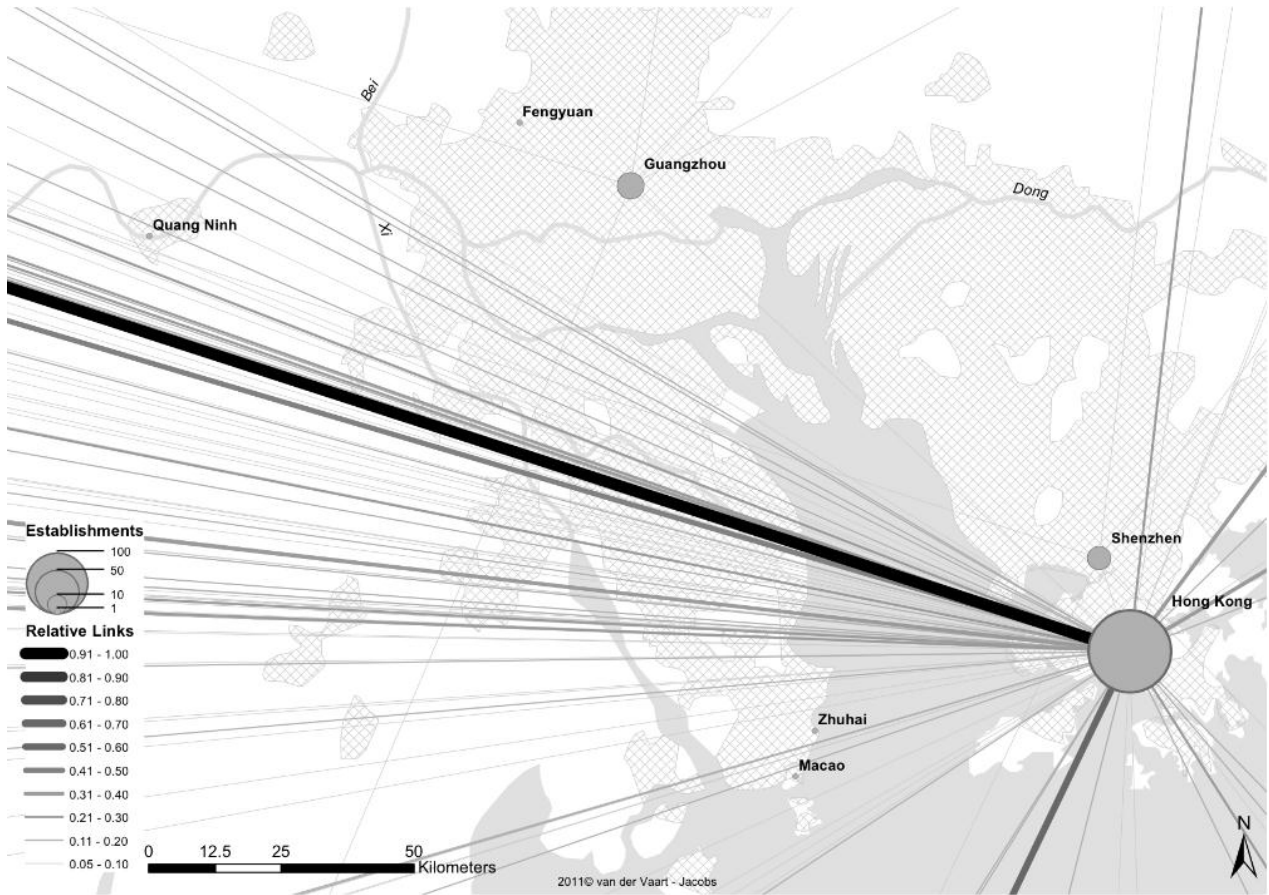 Bei
Fengyuan
Guangzhou
Dong
Quang Ninh
Xi
Establishments
100
50
10
1
Shenzhen
Hong Kong
Relative Links
0.91 - 1.00
0.81 - 0.90
0.71 - 0.80
0.61 - 0.70
0.51 - 0.60
0.41 - 0.50
0.31 - 0.40
0.21 - 0.30
0.11 - 0.20
0.05 - 0.10
Zhuhai
Macao
0 12.5 25 50
Kilometers
N
2011© van der Vaart - Jacobs